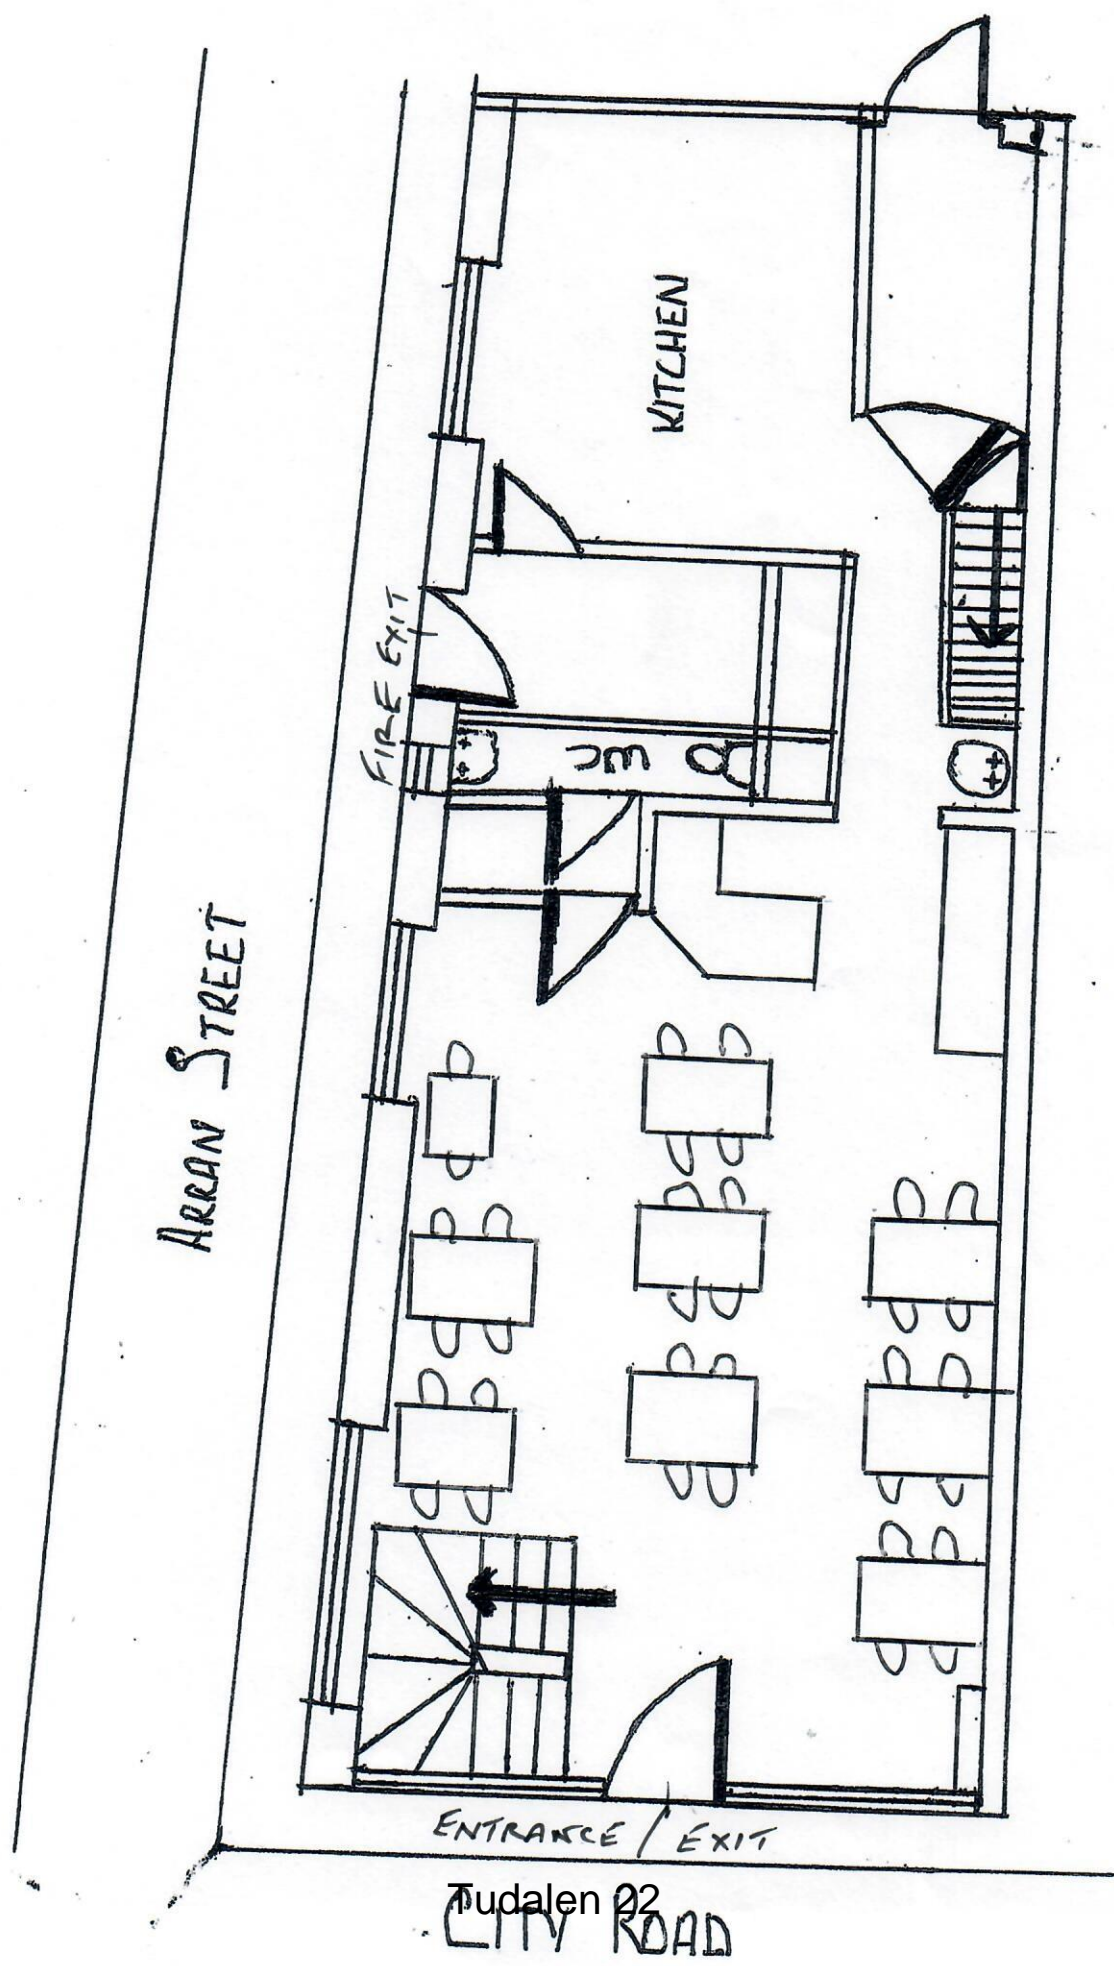 KITCHEN
FIRE EXIT
WC
ARRAN STREET
ENTRANCE / EXIT
Tudalen 22
CITY ROAD